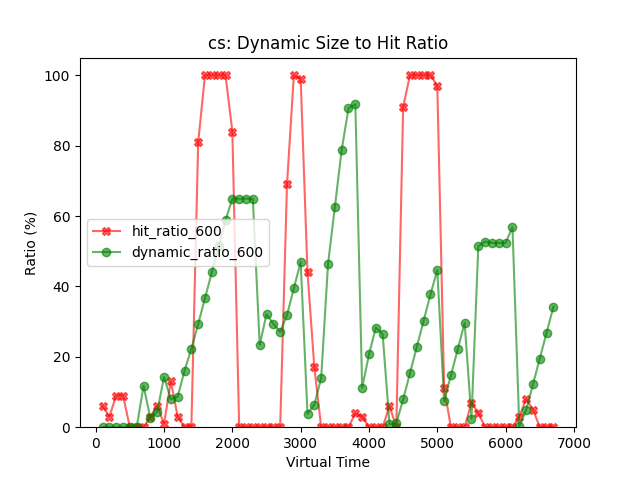 cs: Dynamic Size to Hit Ratio
100
80
60
40
20
0
Ratio (%)
hit_ratio_600
dynamic_ratio_600
0 1000 2000 3000 4000 5000 6000 7000
Virtual Time